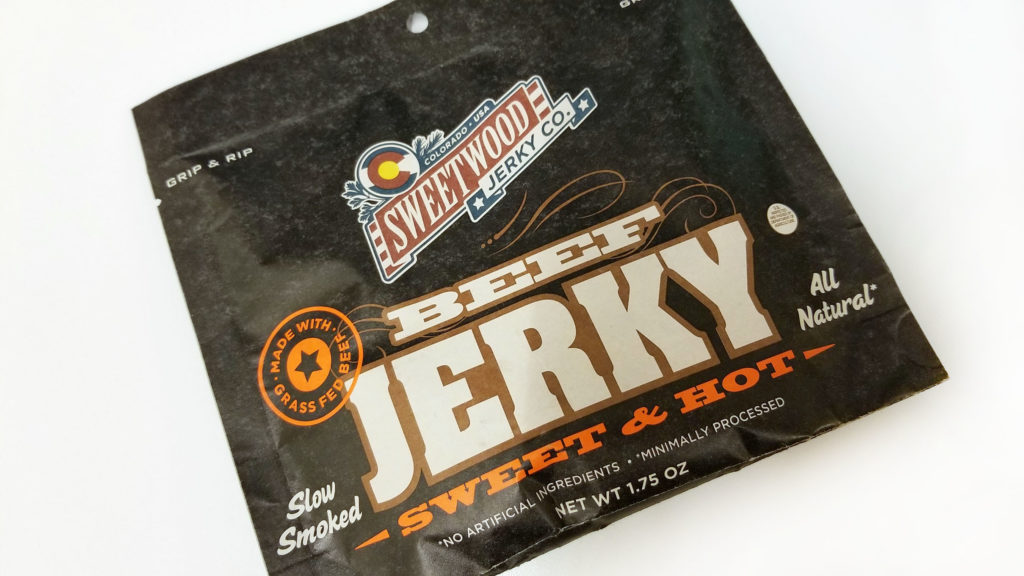 GRIP & RIP
COLORADO • USA
SWEETWOOD
JERKY CO.
BEEF
JERKY
MADE WITH
GRASS FED BEEF
All
Natural*
SWEET & HOT
Slow
Smoked
*NO ARTIFICIAL INGREDIENTS • *MINIMALLY PROCESSED
NET WT 1.75 OZ